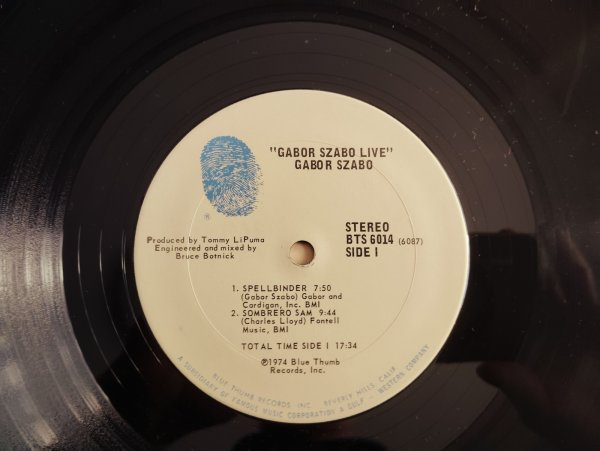 "GABOR SZABO LIVE"
GABOR SZABO
®
Produced by Tommy LiPuma
Engineered and mixed by
Bruce Botnick
STEREO
BTS 6014 (6087)
SIDE 1
1. SPELLBINDER 7:50
(Gabor Szabo) Gabor and
Cardigan, Inc. BMI
2. SOMBRERO SAM 9:44
(Charles Lloyd) Fontell
Music, BMI
TOTAL TIME SIDE 1 17:34
℗1974 Blue Thumb
Records, Inc.
BLUE THUMB RECORDS INC. BEVERLY HILLS, CALIF.
A SUBSIDIARY OF FAMOUS MUSIC CORPORATION A GULF + WESTERN COMPANY